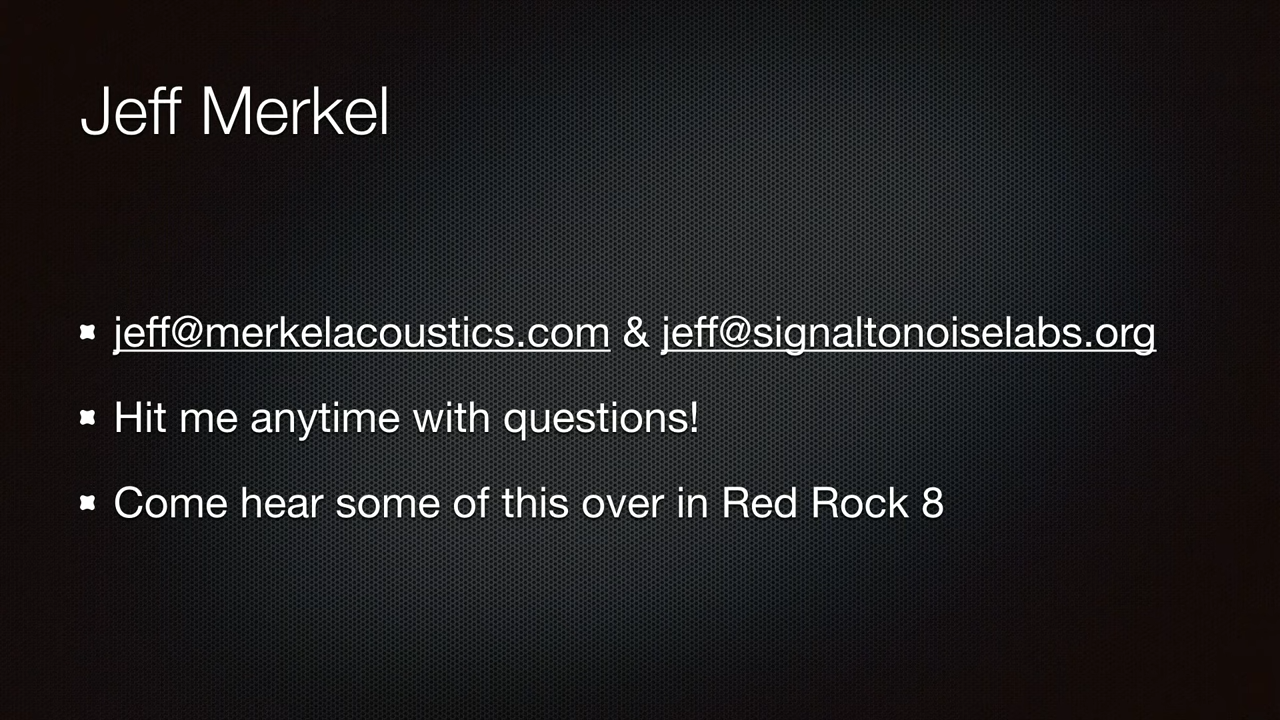 Jeff Merkel
jeff@merkelacoustics.com & jeff@signaltonoiselabs.org
Hit me anytime with questions!
Come hear some of this over in Red Rock 8